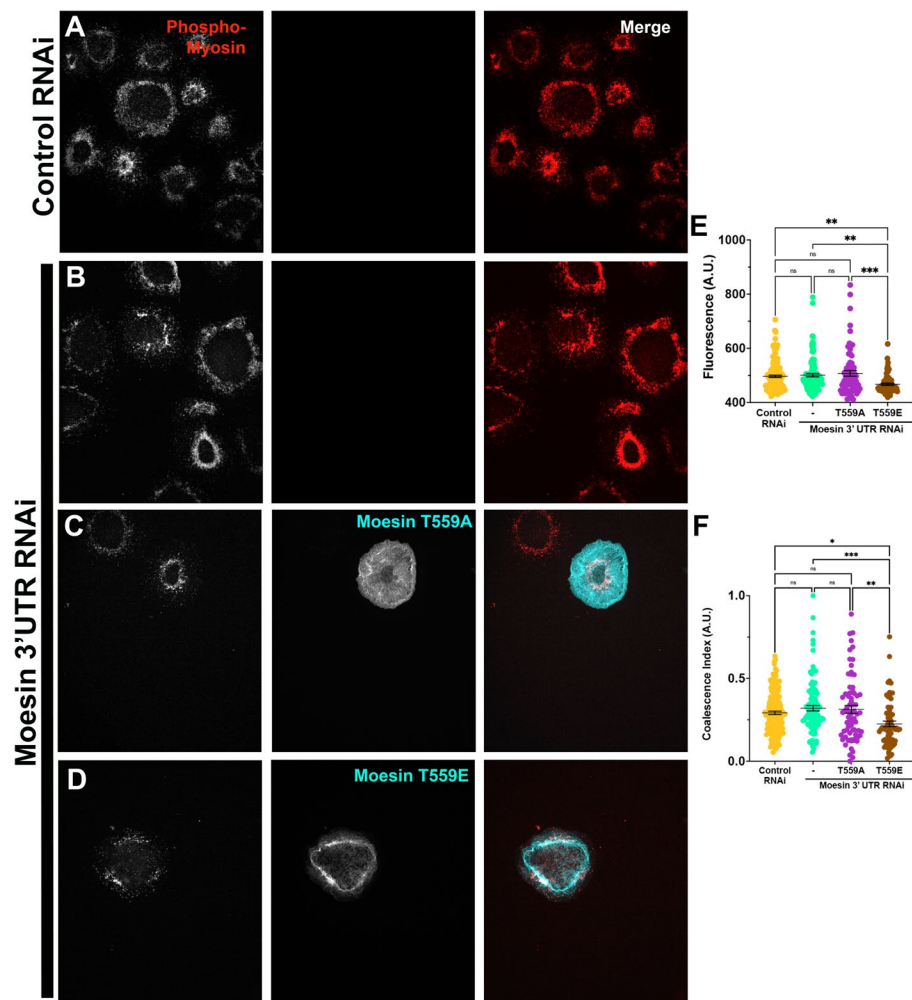 Control RNAi
A
Phospho-
Myosin
Merge
Moesin 3'UTR RNAi
B
C
Moesin T559A
D
Moesin T559E
E
**
**
ns
ns
ns
***
Fluorescence (A.U.)
1000
800
600
400
Control
RNAi
-
T559A
T559E
Moesin 3' UTR RNAi
F
*
***
ns
ns
ns
**
Coalescence Index (A.U.)
1.0
0.5
0.0
Control
RNAi
-
T559A
T559E
Moesin 3' UTR RNAi